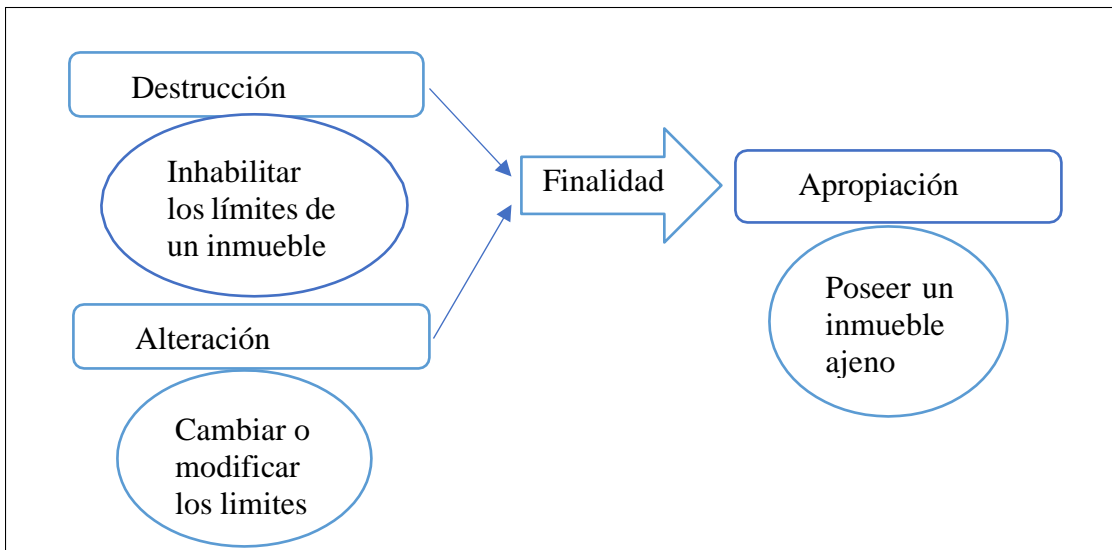 Destrucción
Inhabilitar
los límites de
un inmueble
Alteración
Cambiar o
modificar
los limites
Finalidad
Apropiación
Poseer un
inmueble
ajeno